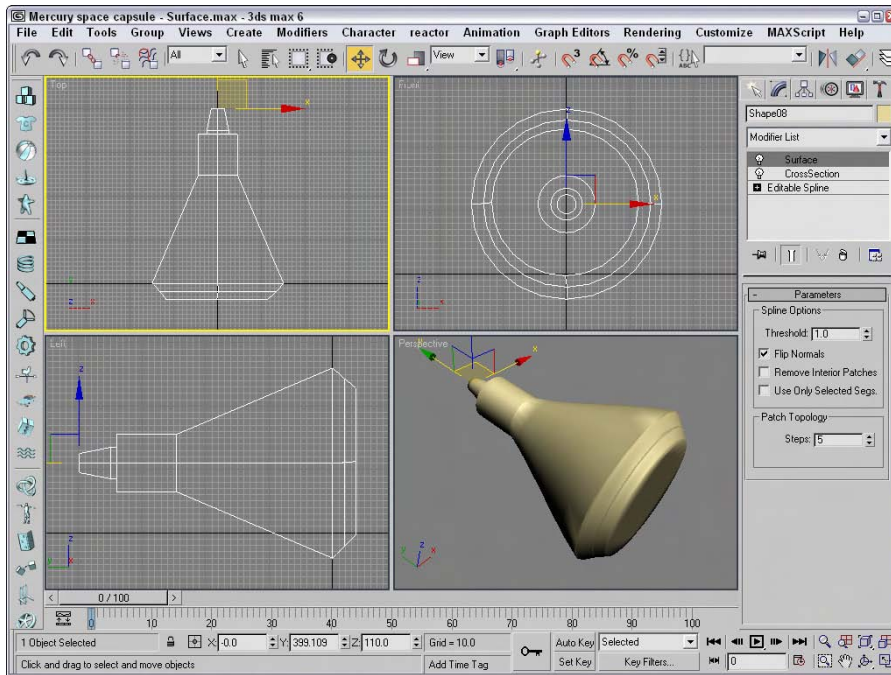 Mercury space capsule - Surface.max - 3ds max 6
File Edit Tools Group Views Create Modifiers Character reactor Animation Graph Editors Rendering Customize MAXScript Help
All
View
3
%
ABC
Top
Front
x
z
x
z
x
z
x
Shape08
Modifier List
Surface
CrossSection
Editable Spline
- Parameters
Spline Options
Threshold: 1.0
Flip Normals
Remove Interior Patches
Use Only Selected Segs.
Patch Topology
Steps: 5
Left
Perspective
z
x
z
y x
y z x
< 0 / 100 >
0 10 20 30 40 50 60 70 80 90 100
1 Object Selected X: -0.0 Y: 399.109 Z: 110.0 Grid = 10.0 Auto Key Selected
Click and drag to select and move objects Add Time Tag Set Key Key Filters... 0